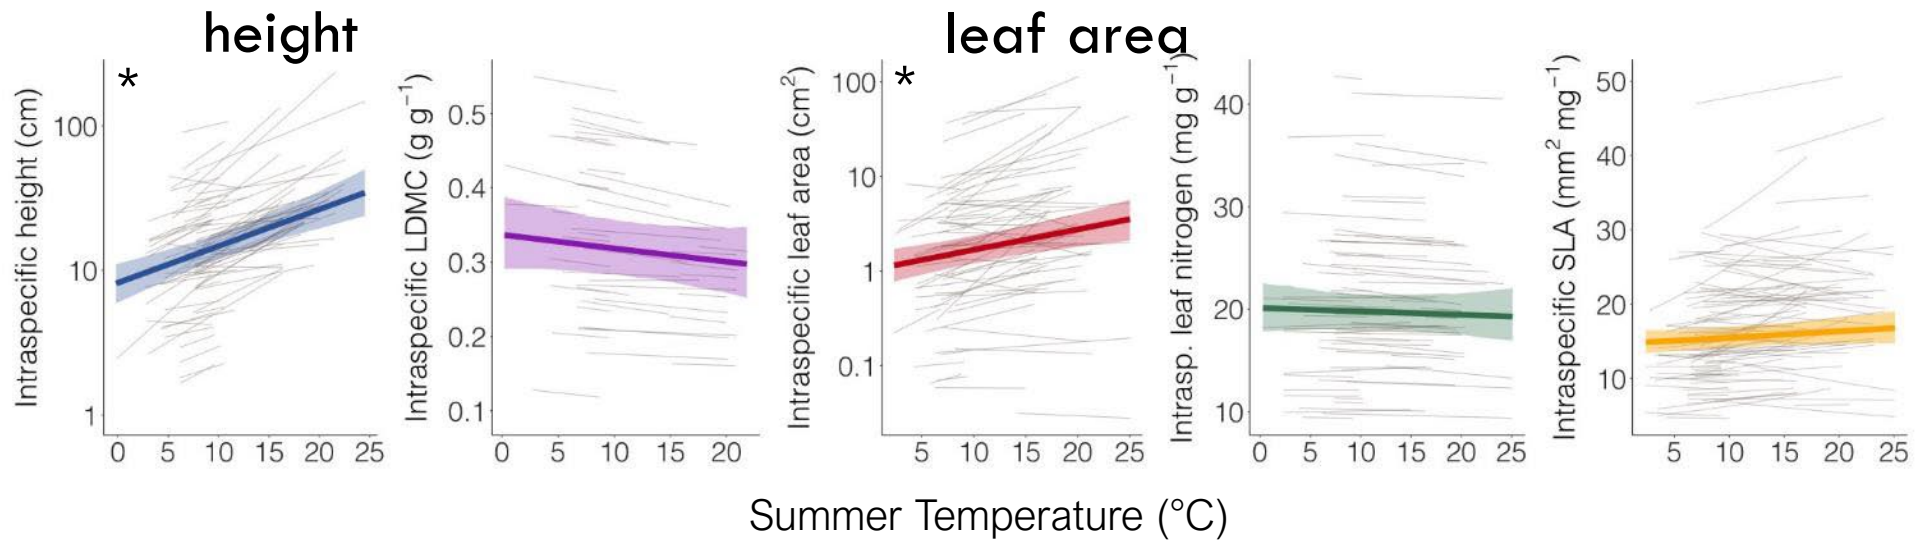 height
leaf area
*
*
Intraspecific height (cm)
100
10
1
0 5 10 15 20 25
Intraspecific LDMC (g g⁻¹)
0.5
0.4
0.3
0.2
0.1
0 5 10 15 20
Intraspecific leaf area (cm²)
100
10
1
0.1
5 10 15 20 25
Intrasp. leaf nitrogen (mg g⁻¹)
40
30
20
10
0 5 10 15 20 25
Intraspecific SLA (mm² mg⁻¹)
50
40
30
20
10
5 10 15 20 25
Summer Temperature (°C)